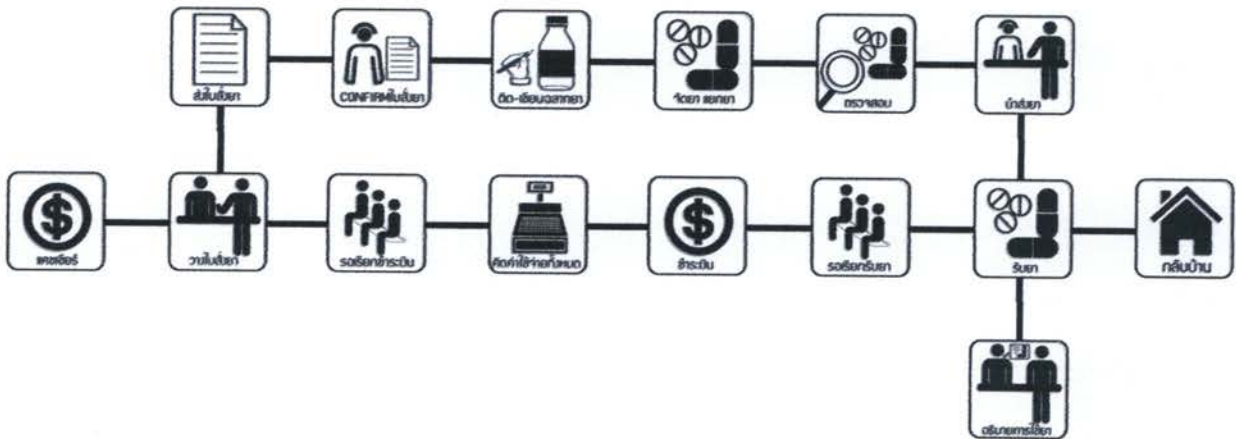 ส่งใบสั่งยา
CONFIRMใบสั่งยา
ติด-เขียนฉลากยา
จัดยา แยกยา
ตรวจสอบ
นำส่งยา
แคชเชียร์
วางใบสั่งยา
รอเรียกชำระเงิน
คิดค่าใช้จ่ายทั้งหมด
ชำระเงิน
รอเรียกรับยา
รับยา
กลับบ้าน
อธิบายการใช้ยา